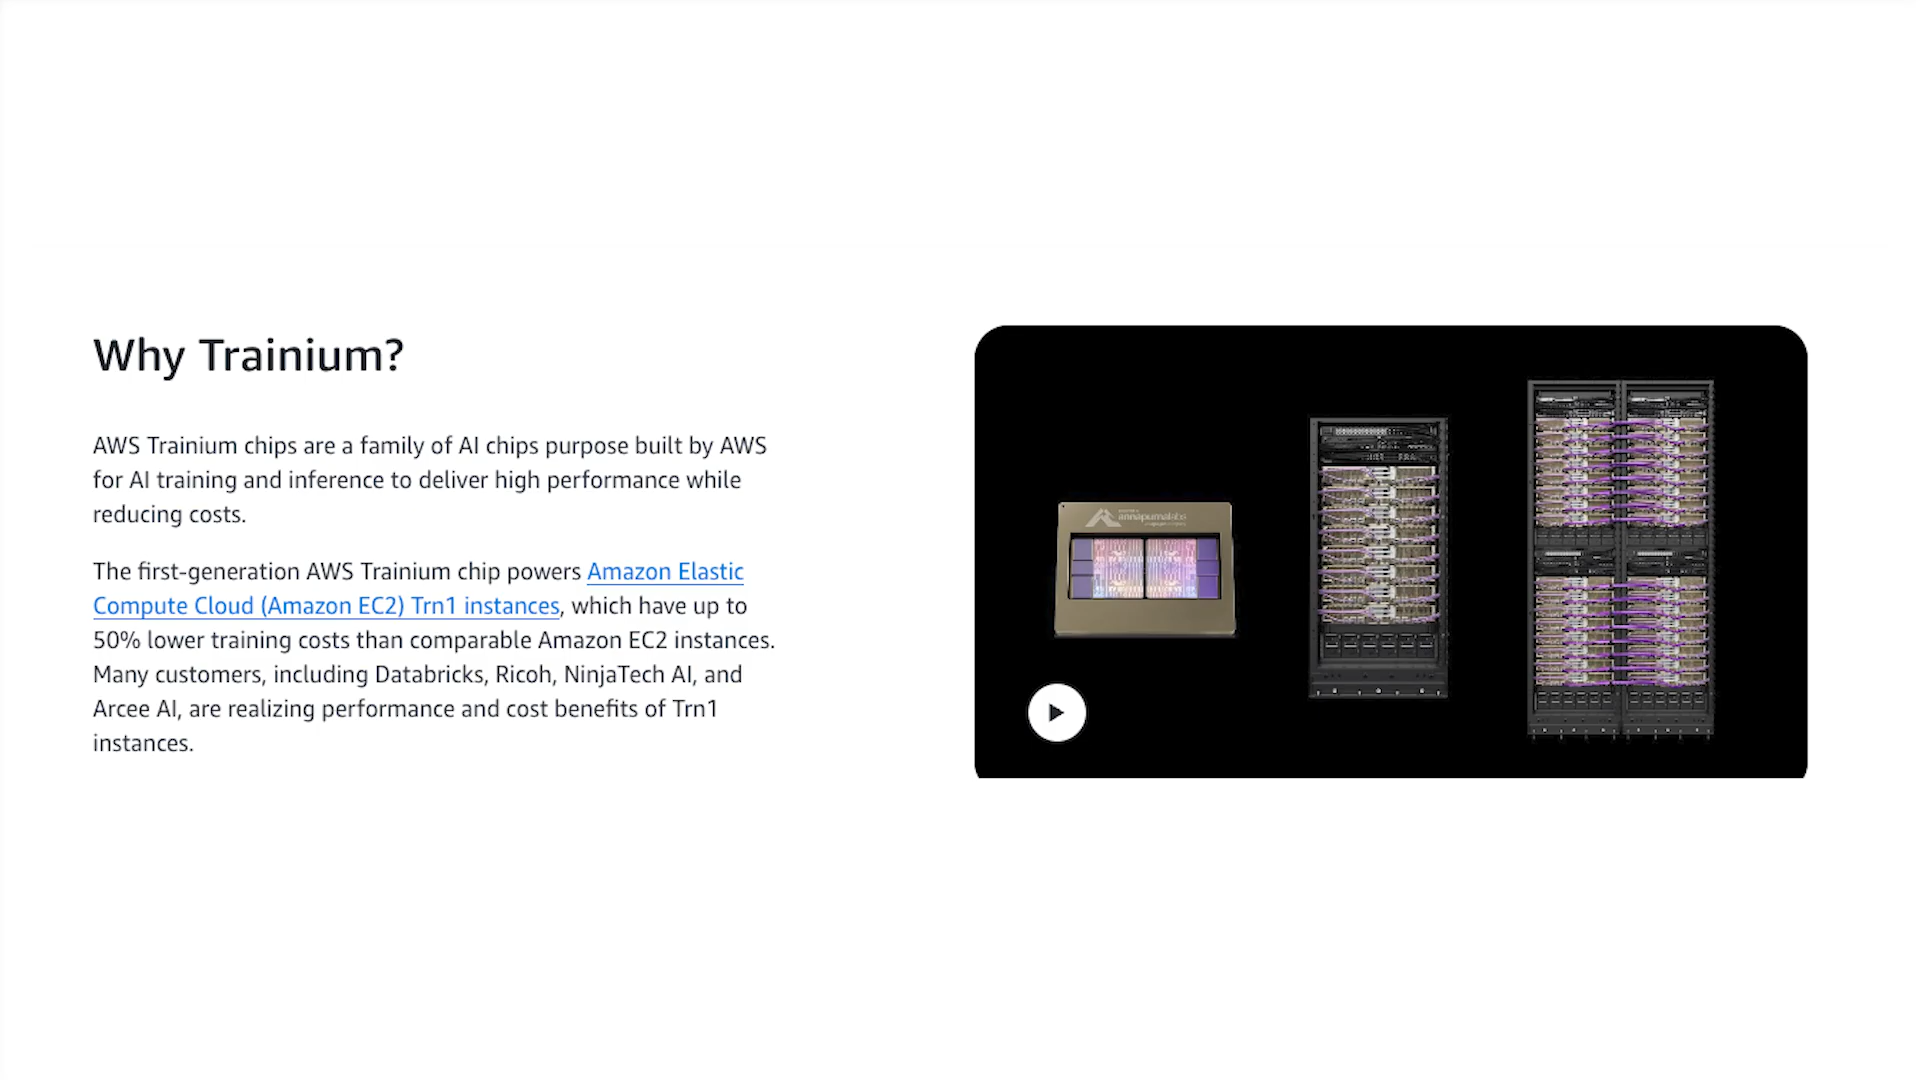 Why Trainium?
AWS Trainium chips are a family of AI chips purpose built by AWS
for AI training and inference to deliver high performance while
reducing costs.
The first-generation AWS Trainium chip powers Amazon Elastic
Compute Cloud (Amazon EC2) Trn1 instances, which have up to
50% lower training costs than comparable Amazon EC2 instances.
Many customers, including Databricks, Ricoh, NinjaTech AI, and
Arcee AI, are realizing performance and cost benefits of Trn1
instances.
annapurnalabs